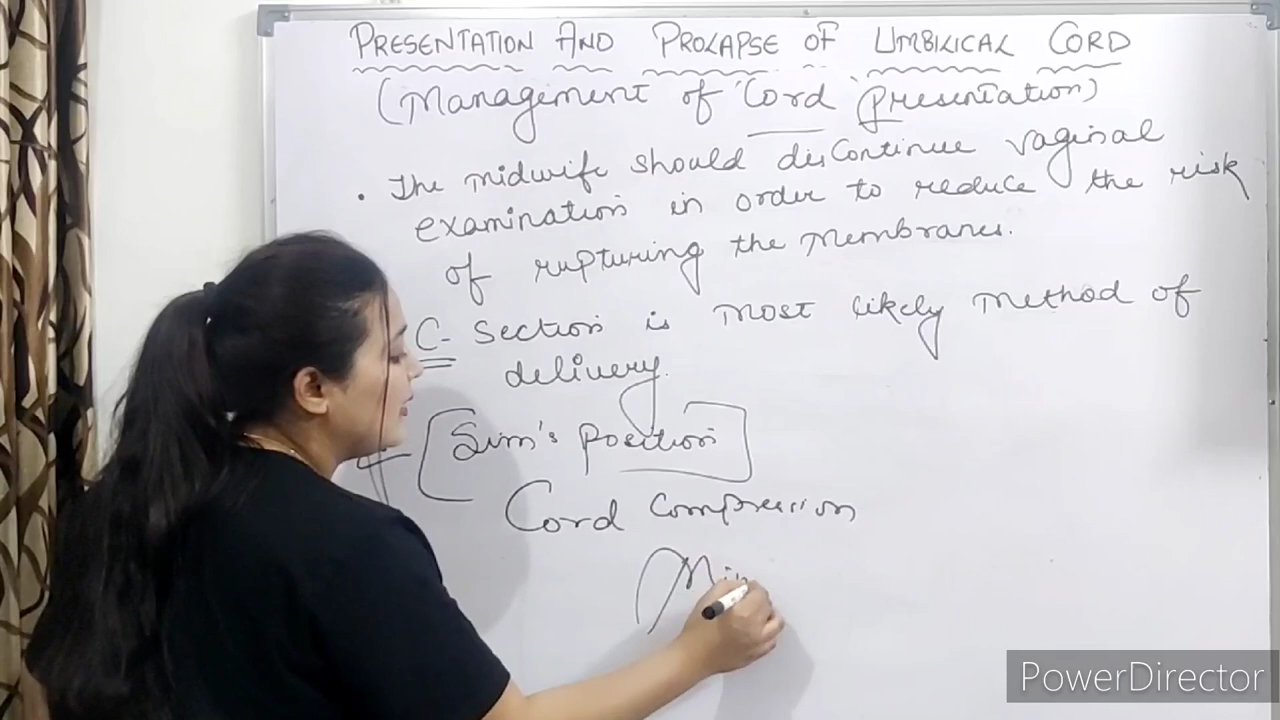 PRESENTATION AND PROLAPSE OF UMBILICAL CORD
(Management of "Cord Presentation)
• The midwife should discontinue vaginal
examination in order to reduce the risk
of rupturing the Membranes.
C- Section is most likely Method of
delivery.
Sim's position
Cord compression
PowerDirector